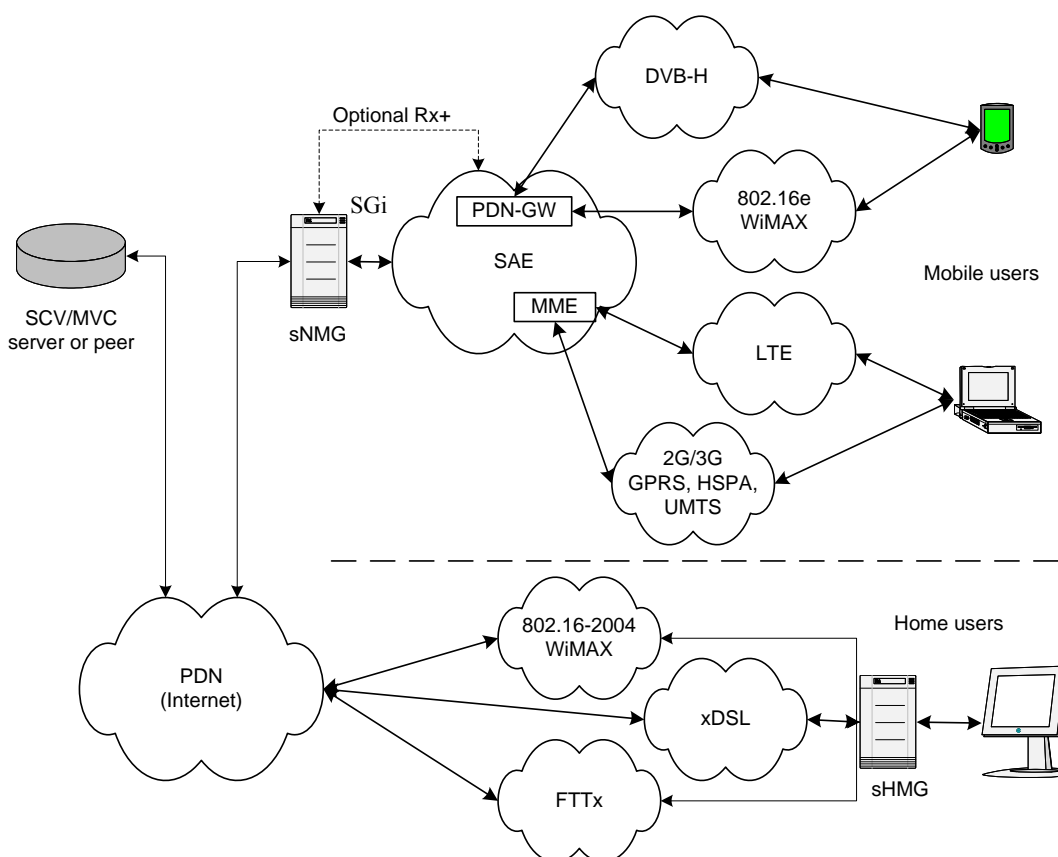 DVB-H
Optional Rx+
SGi
PDN-GW
802.16e
WiMAX
SAE
Mobile users
MME
SCV/MVC
server or peer
sNMG
LTE
2G/3G
GPRS, HSPA,
UMTS
802.16-2004
WiMAX
Home users
PDN
(Internet)
xDSL
FTTx
sHMG